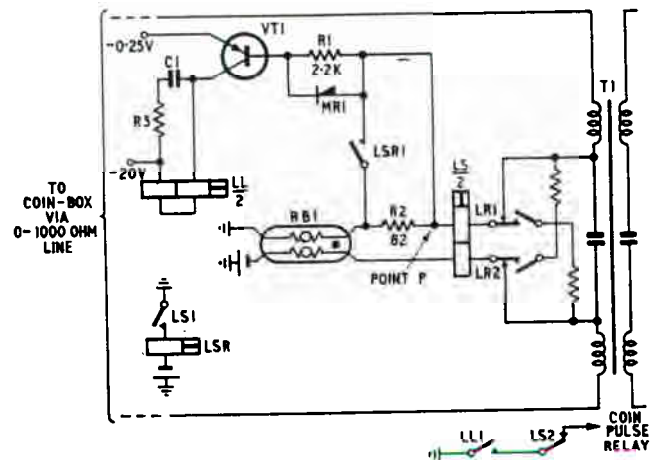 -0·25V
VT1
R1
2·2K
C1
MR1
T1
R3
-20V
LSR1
L1
2
LS
2
TO
COIN-BOX
VIA
0-1000 OHM
LINE
RB1
R2
82
LR1
LR2
POINT P
LS1
LSR
COIN
PULSE
RELAY
LL1
LS2